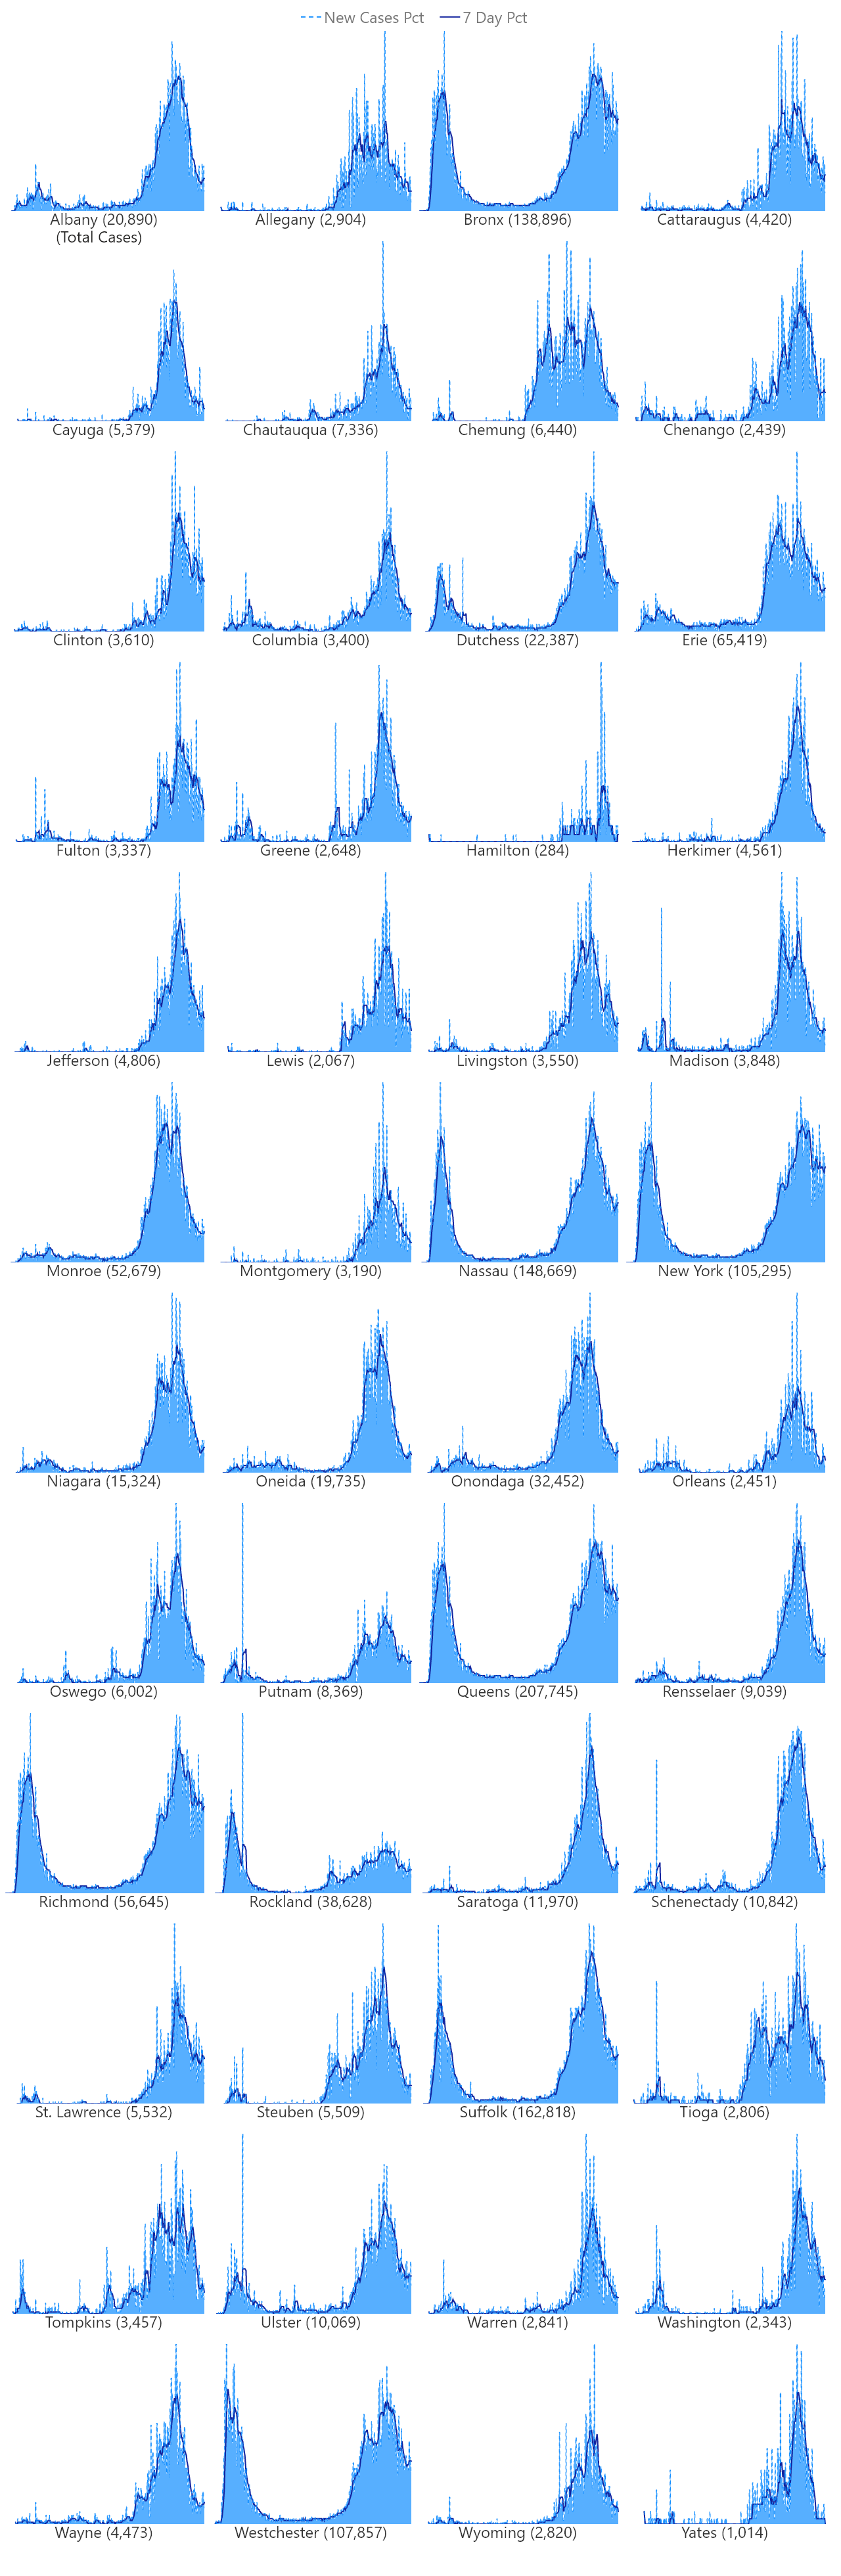 New Cases Pct 7 Day Pct
Albany (20,890) Allegany (2,904) Bronx (138,896) Cattaraugus (4,420)
(Total Cases)
Cayuga (5,379) Chautauqua (7,336) Chemung (6,440) Chenango (2,439)
Clinton (3,610) Columbia (3,400) Dutchess (22,387) Erie (65,419)
Fulton (3,337) Greene (2,648) Hamilton (284) Herkimer (4,561)
Jefferson (4,806) Lewis (2,067) Livingston (3,550) Madison (3,848)
Monroe (52,679) Montgomery (3,190) Nassau (148,669) New York (105,295)
Niagara (15,324) Oneida (19,735) Onondaga (32,452) Orleans (2,451)
Oswego (6,002) Putnam (8,369) Queens (207,745) Rensselaer (9,039)
Richmond (56,645) Rockland (38,628) Saratoga (11,970) Schenectady (10,842)
St. Lawrence (5,532) Steuben (5,509) Suffolk (162,818) Tioga (2,806)
Tompkins (3,457) Ulster (10,069) Warren (2,841) Washington (2,343)
Wayne (4,473) Westchester (107,857) Wyoming (2,820) Yates (1,014)